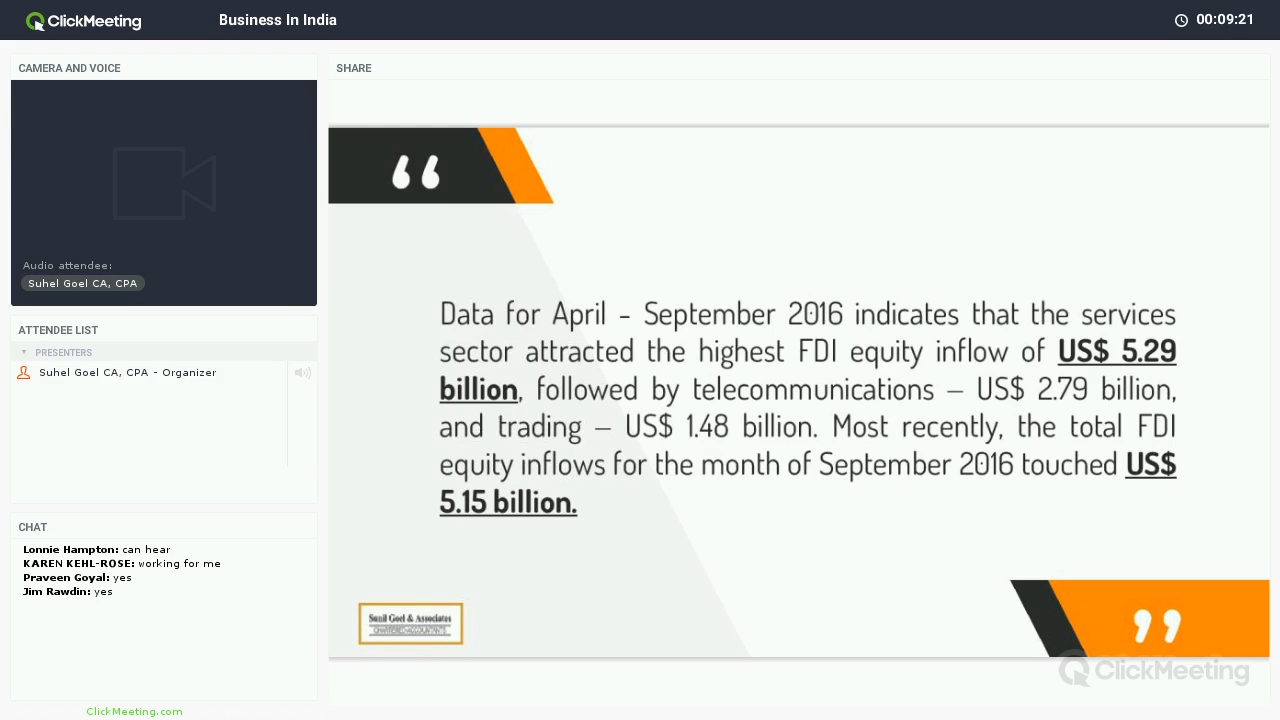 ClickMeeting
Business In India
00:09:21
CAMERA AND VOICE
Audio attendee:
Suhel Goel CA, CPA
ATTENDEE LIST
PRESENTERS
Suhel Goel CA, CPA - Organizer
CHAT
Lonnie Hampton: can hear
KAREN KEHL-ROSE: working for me
Praveen Goyal: yes
Jim Rawdin: yes
ClickMeeting.com
SHARE
“
Data for April - September 2016 indicates that the services
sector attracted the highest FDI equity inflow of US$ 5.29
billion, followed by telecommunications – US$ 2.79 billion,
and trading – US$ 1.48 billion. Most recently, the total FDI
equity inflows for the month of September 2016 touched US$
5.15 billion.
Sunil Goel & Associates
CHARTERED ACCOUNTANTS
”
ClickMeeting